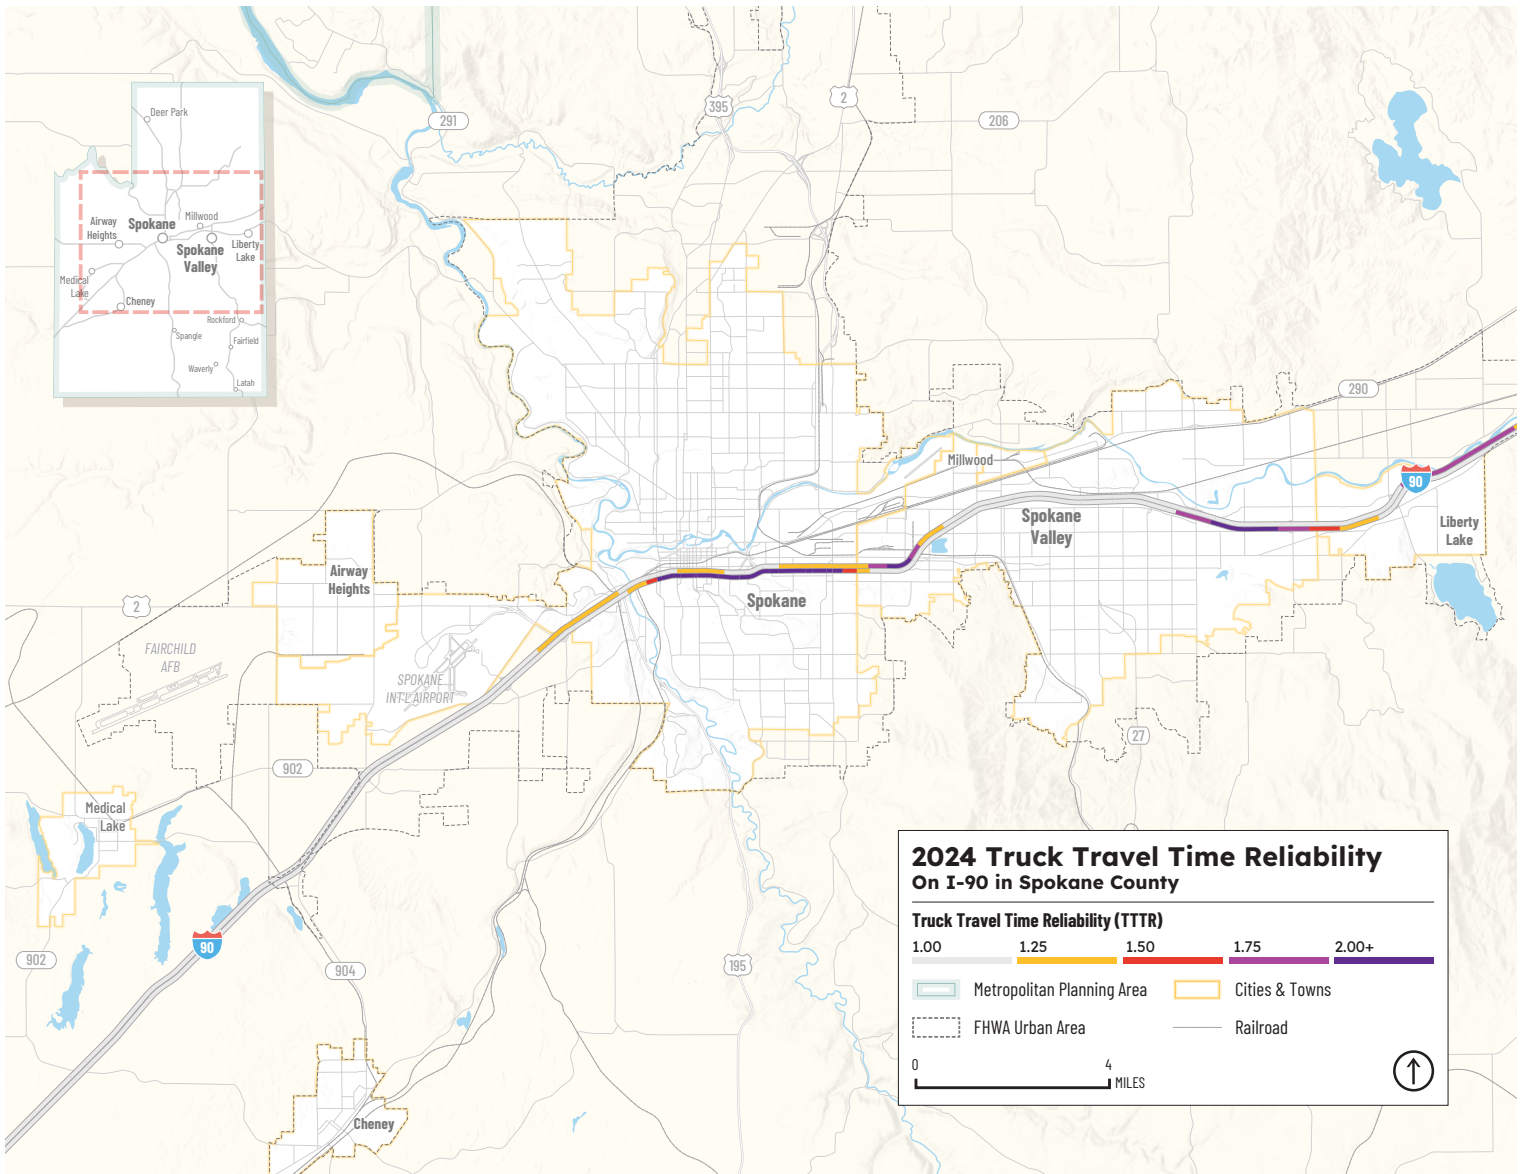 395
2
291
206
Deer Park
Airway
Heights
Spokane
Millwood
Spokane
Valley
Liberty
Lake
Medical
Lake
Cheney
Rockford
Spangle
Fairfield
Waverly
Latah
290
Millwood
90
Spokane
Valley
Liberty
Lake
Airway
Heights
2
Spokane
FAIRCHILD
AFB
SPOKANE
INT'L AIRPORT
27
902
Medical
Lake
90
902
904
195
Cheney
2024 Truck Travel Time Reliability
On I-90 in Spokane County
Truck Travel Time Reliability (TTTR)
1.00 1.25 1.50 1.75 2.00+
Metropolitan Planning Area
Cities & Towns
FHWA Urban Area
Railroad
0 4
MILES